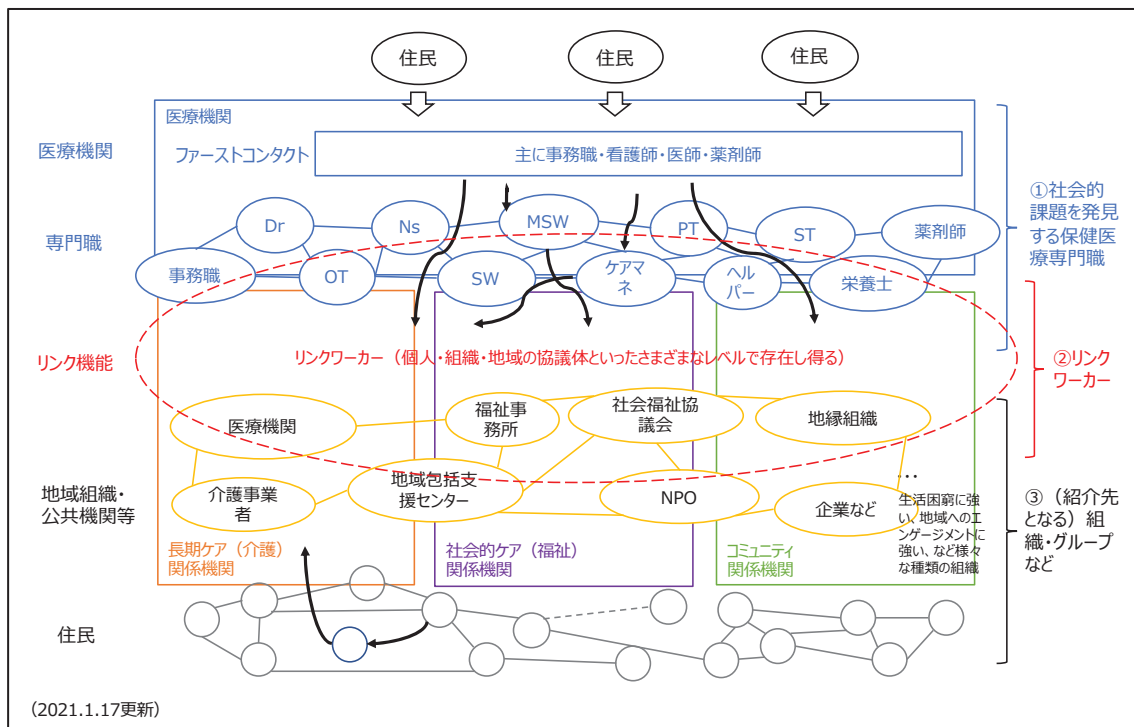 住民
住民
住民
医療機関
医療機関
ファーストコンタクト
主に事務職・看護師・医師・薬剤師
①社会的
課題を発見
する保健医
療専門職
専門職
Dr
Ns
MSW
PT
ST
薬剤師
事務職
OT
SW
ケアマ
ネ
ヘル
パー
栄養士
リンク機能
リンクワーカー（個人・組織・地域の協議体といったさまざまなレベルで存在し得る）
②リンク
ワーカー
医療機関
福祉事
務所
社会福祉協
議会
地縁組織
地域組織・
公共機関等
介護事業
者
地域包括支
援センター
NPO
企業など
…
生活困窮に強
い、地域へのエ
ンゲージメントに
強い、など様々
な種類の組織
③（紹介先
となる）組
織・グループ
など
長期ケア（介護）
関係機関
社会的ケア（福祉）
関係機関
コミュニティ
関係機関
住民
（2021.1.17更新）